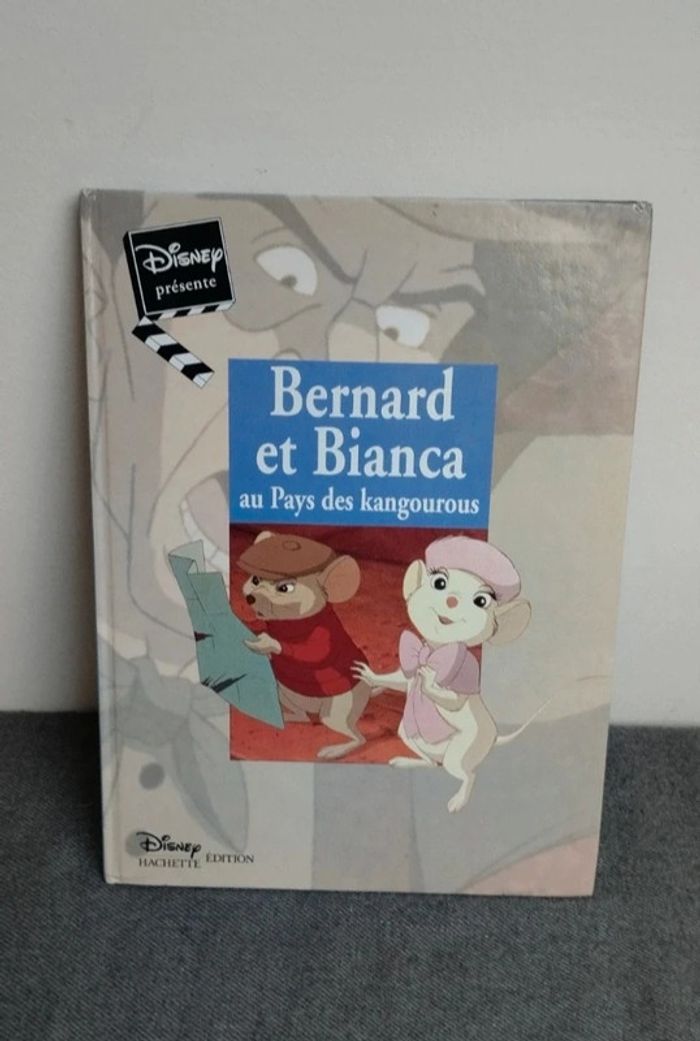 Disney
présente
Bernard
et Bianca
au Pays des kangourous
Disney
HACHETTE ÉDITION